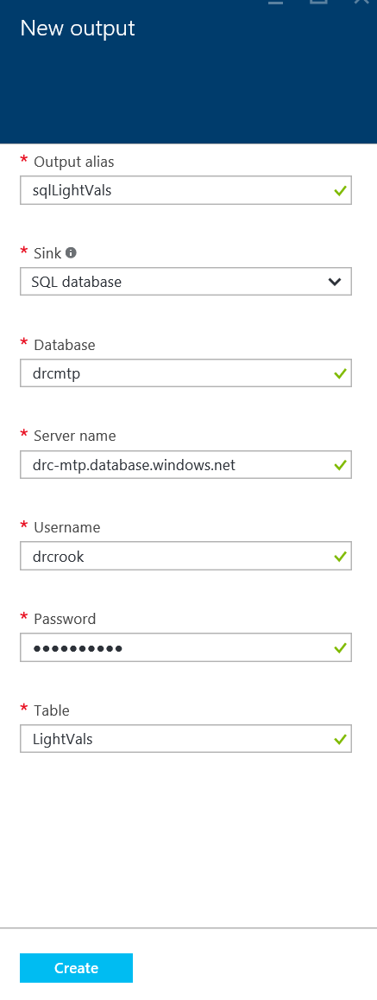 New output
* Output alias
sqlLightVals
* Sink
SQL database
* Database
drcmtp
* Server name
drc-mtp.database.windows.net
* Username
drcrook
* Password
●●●●●●●●●●
* Table
LightVals
Create